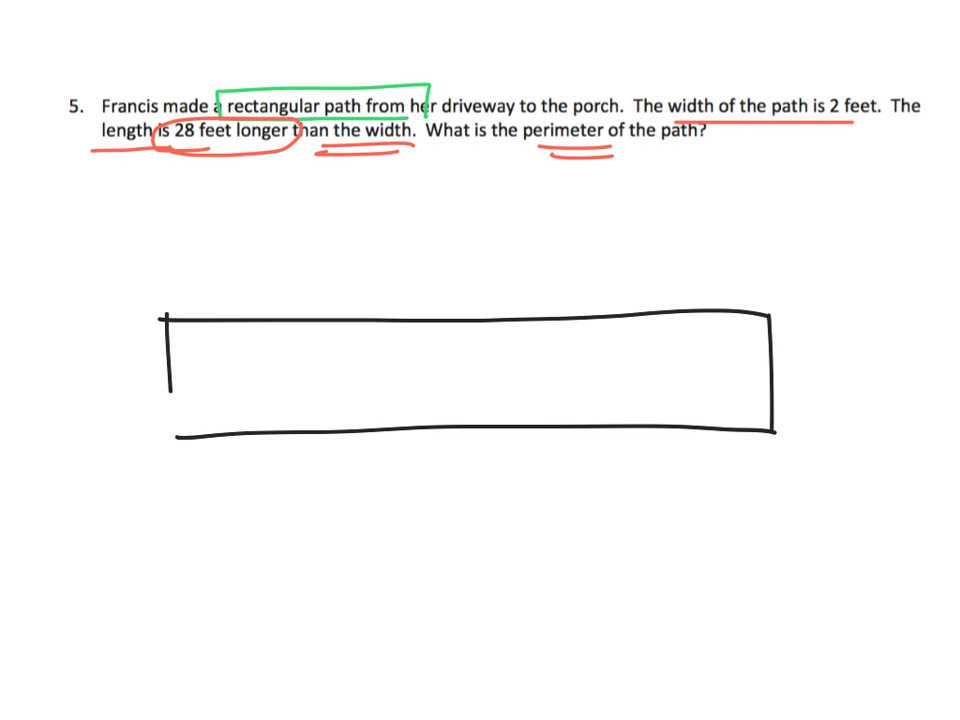 5. Francis made a rectangular path from her driveway to the porch. The width of the path is 2 feet. The
length is 28 feet longer than the width. What is the perimeter of the path?